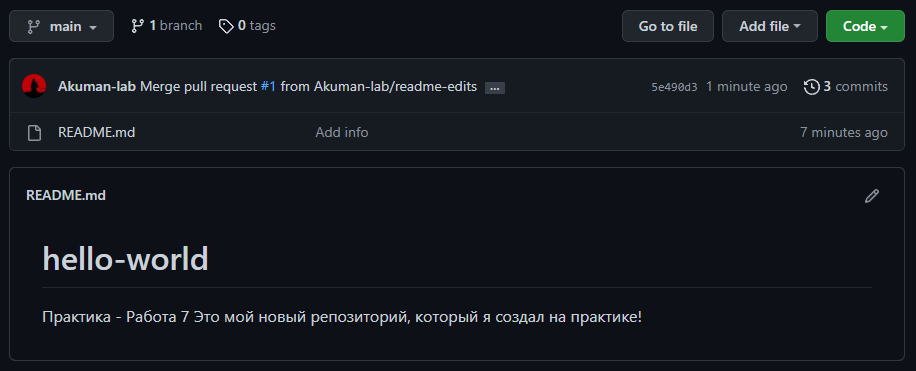 main 1 branch 0 tags Go to file Add file Code
Akuman-lab Merge pull request #1 from Akuman-lab/readme-edits ... 5e490d3 1 minute ago 3 commits
README.md Add info 7 minutes ago
README.md
hello-world
Практика - Работа 7 Это мой новый репозиторий, который я создал на практике!